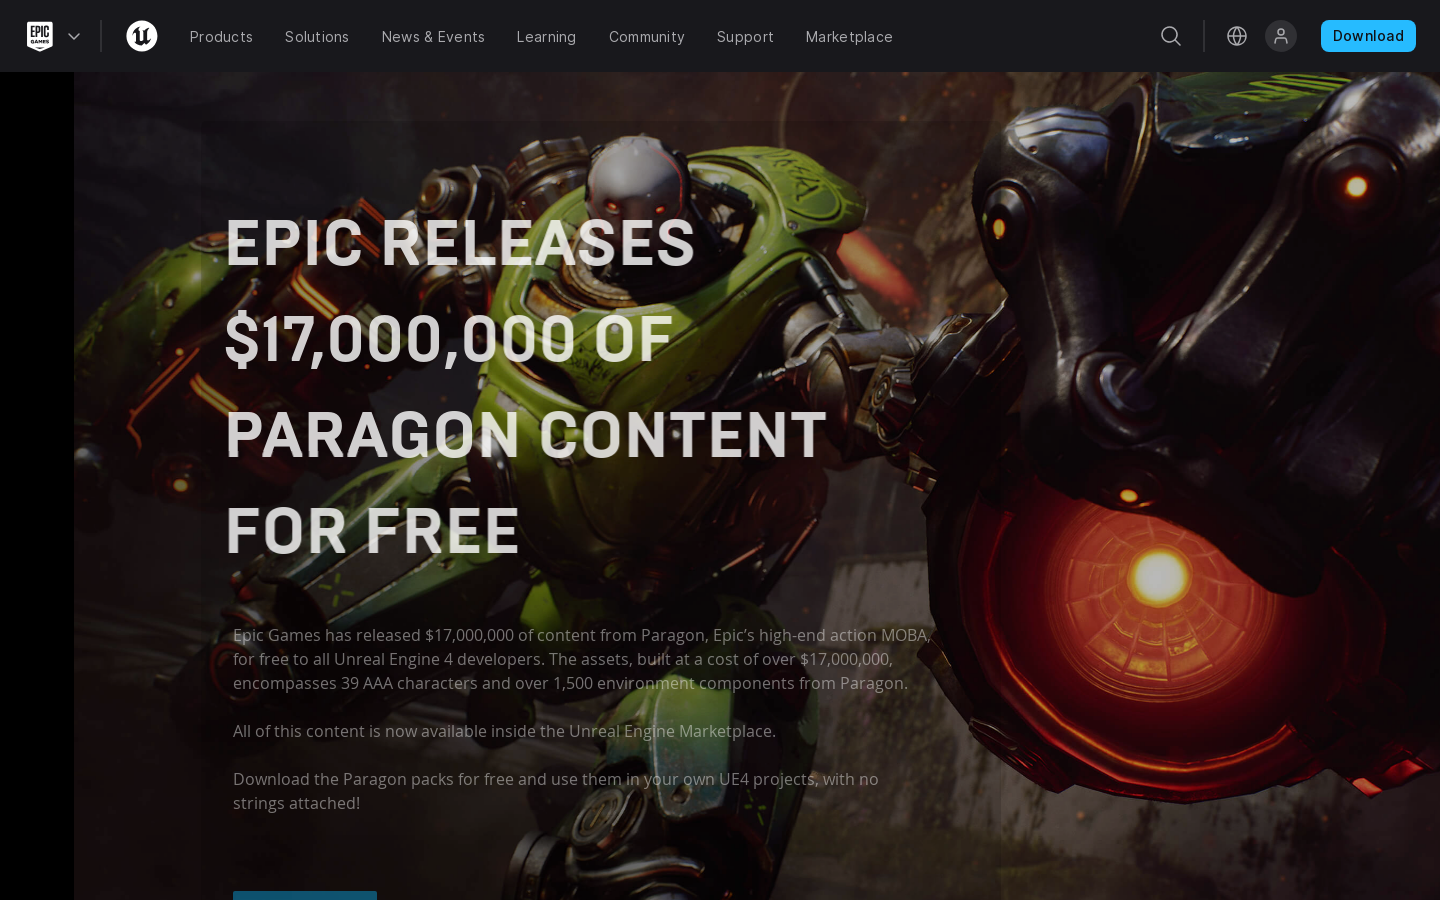 EPIC GAMES
Products Solutions News & Events Learning Community Support Marketplace Download
EPIC RELEASES
$17,000,000 OF
PARAGON CONTENT
FOR FREE
Epic Games has released $17,000,000 of content from Paragon, Epic’s high-end action MOBA,
for free to all Unreal Engine 4 developers. The assets, built at a cost of over $17,000,000,
encompasses 39 AAA characters and over 1,500 environment components from Paragon.
All of this content is now available inside the Unreal Engine Marketplace.
Download the Paragon packs for free and use them in your own UE4 projects, with no
strings attached!